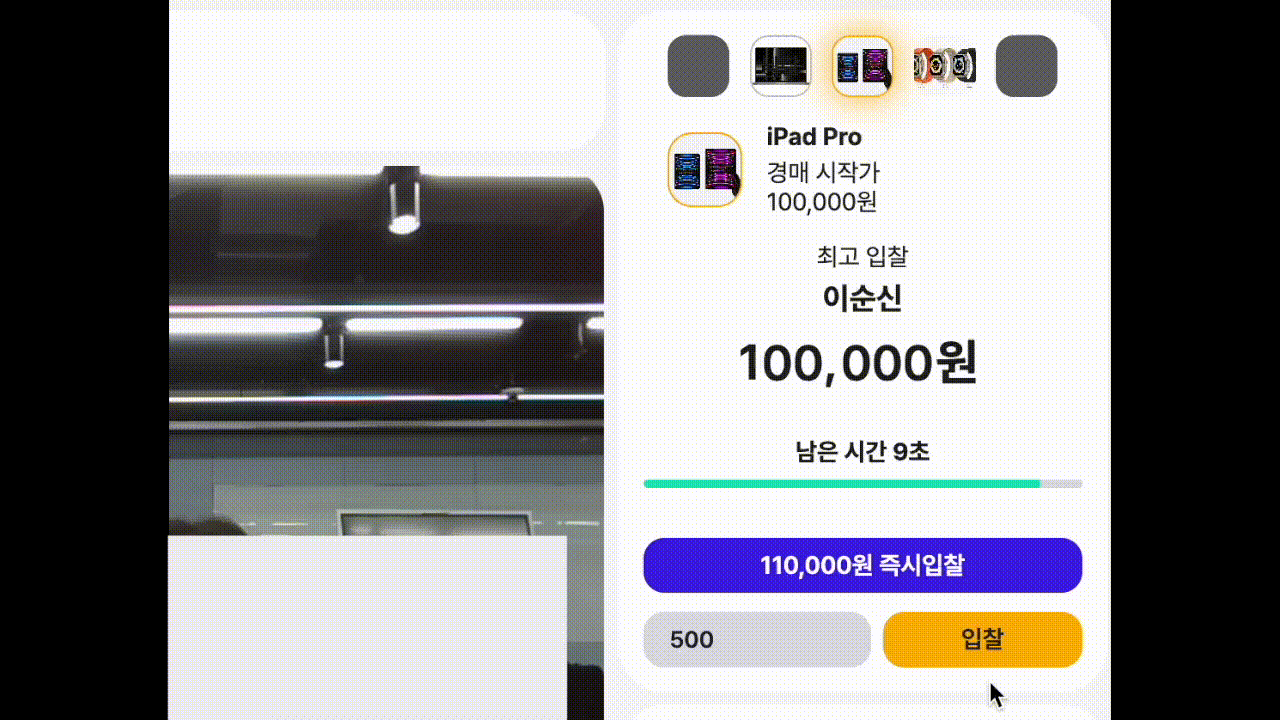 iPad Pro
경매 시작가
100,000원
최고 입찰
이순신
100,000원
남은 시간 9초
110,000원 즉시입찰
500
입찰